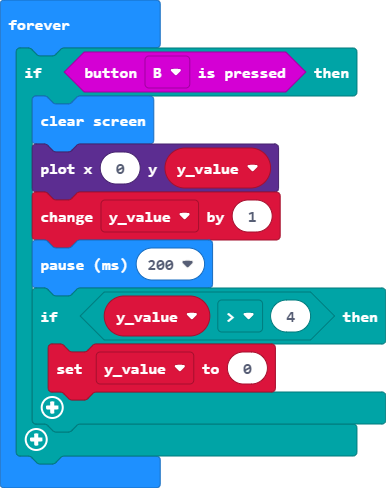 forever
if button B is pressed then
clear screen
plot x 0 y y_value
change y_value by 1
pause (ms) 200
if y_value > 4 then
set y_value to 0